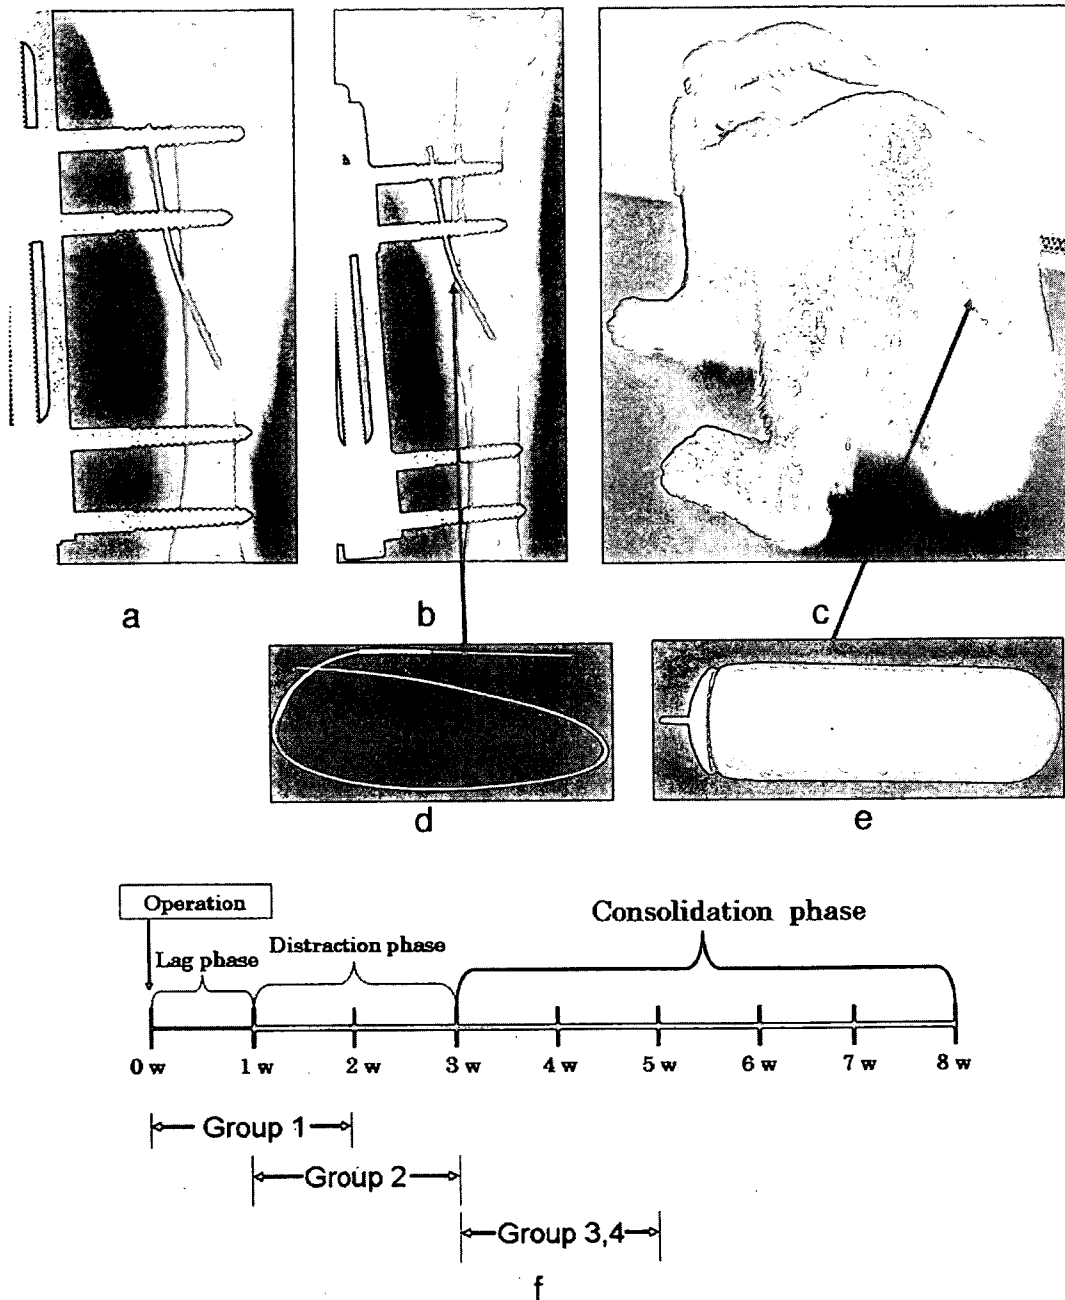 a
b
c
d
e
Operation
Lag phase
Distraction phase
Consolidation phase
0 w 1 w 2 w 3 w 4 w 5 w 6 w 7 w 8 w
Group 1
Group 2
Group 3,4
f